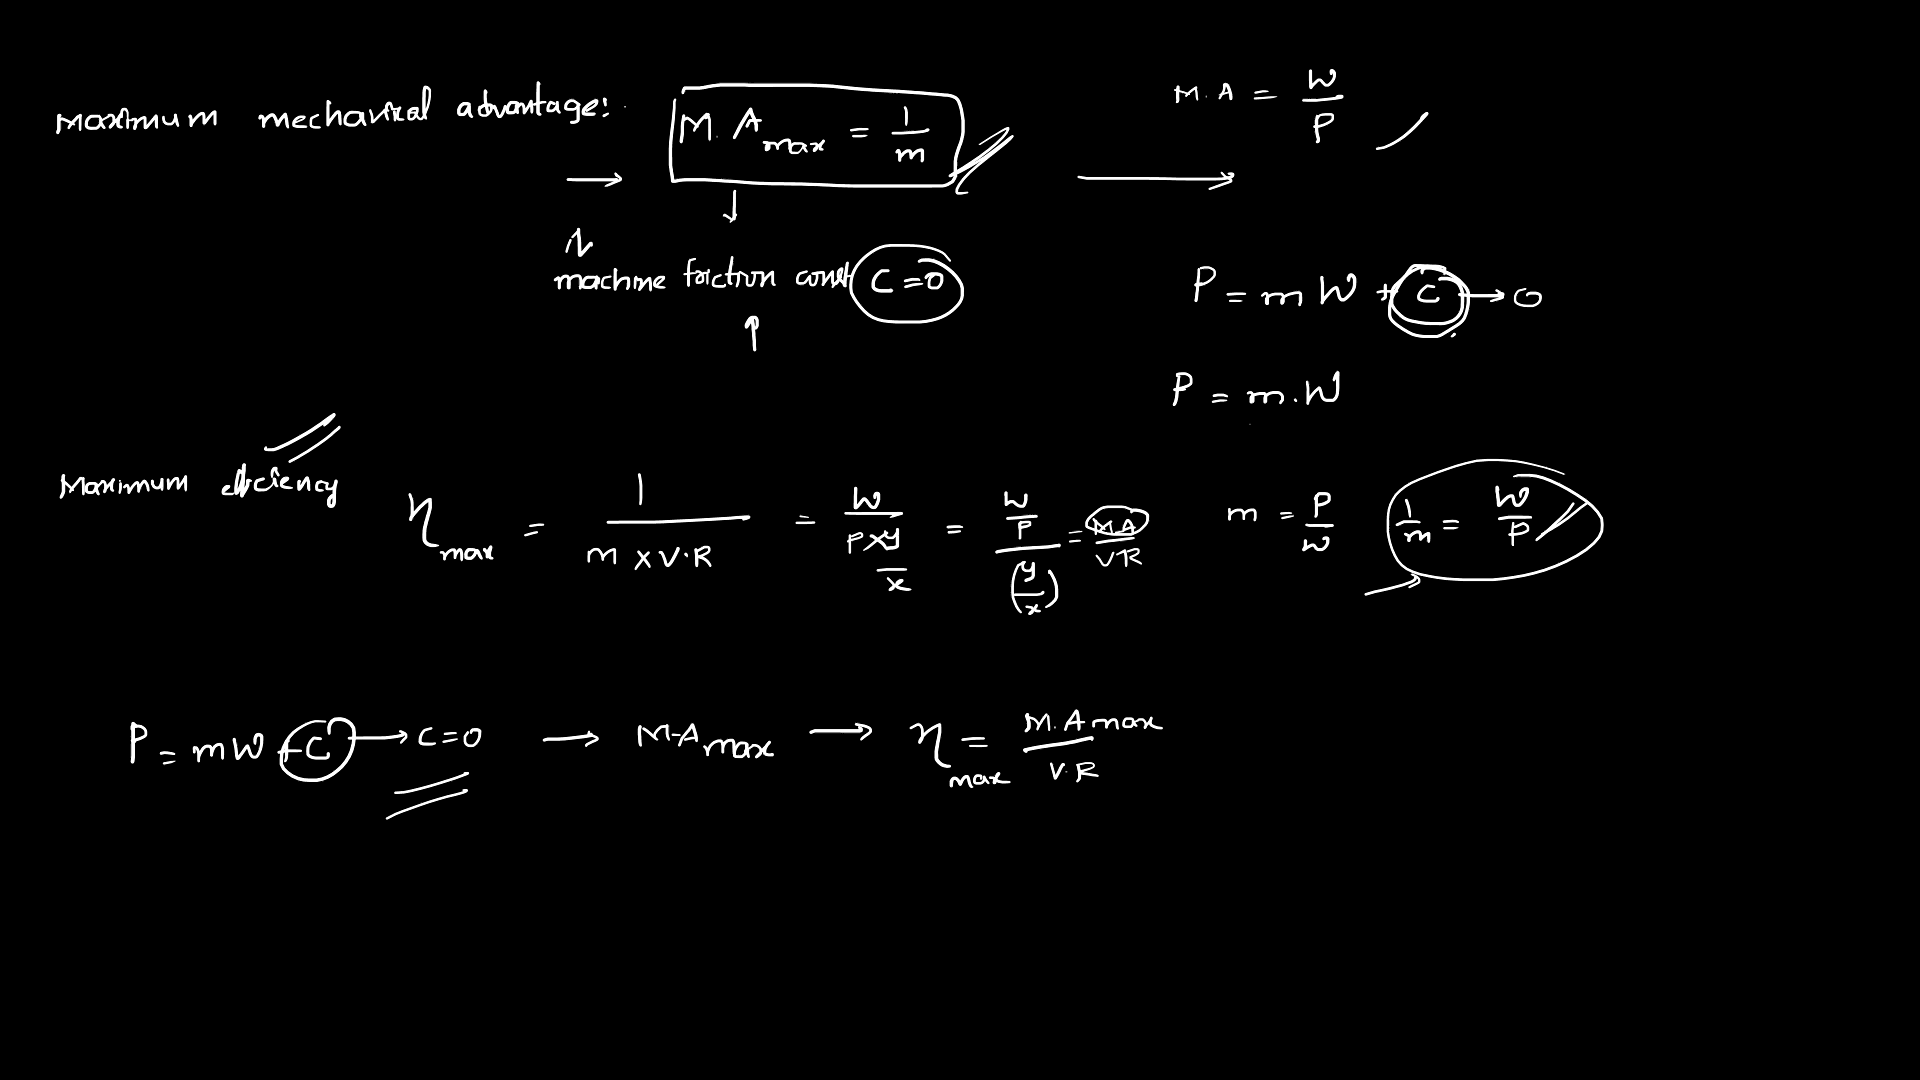 Maximum mechanical advantage:
M.A max = 1/m
M.A = W/P
machine friction const C = 0
P = m W + C → 0
P = m.W
Maximum efficiency
η max = 1/(m x V.R) = W/(P x y/x) = (W/P)/(y/x) = MA/VR
m = P/W
1/m = W/P
P = mW + C → C = 0 → M-A max → η max = M.A max/V.R